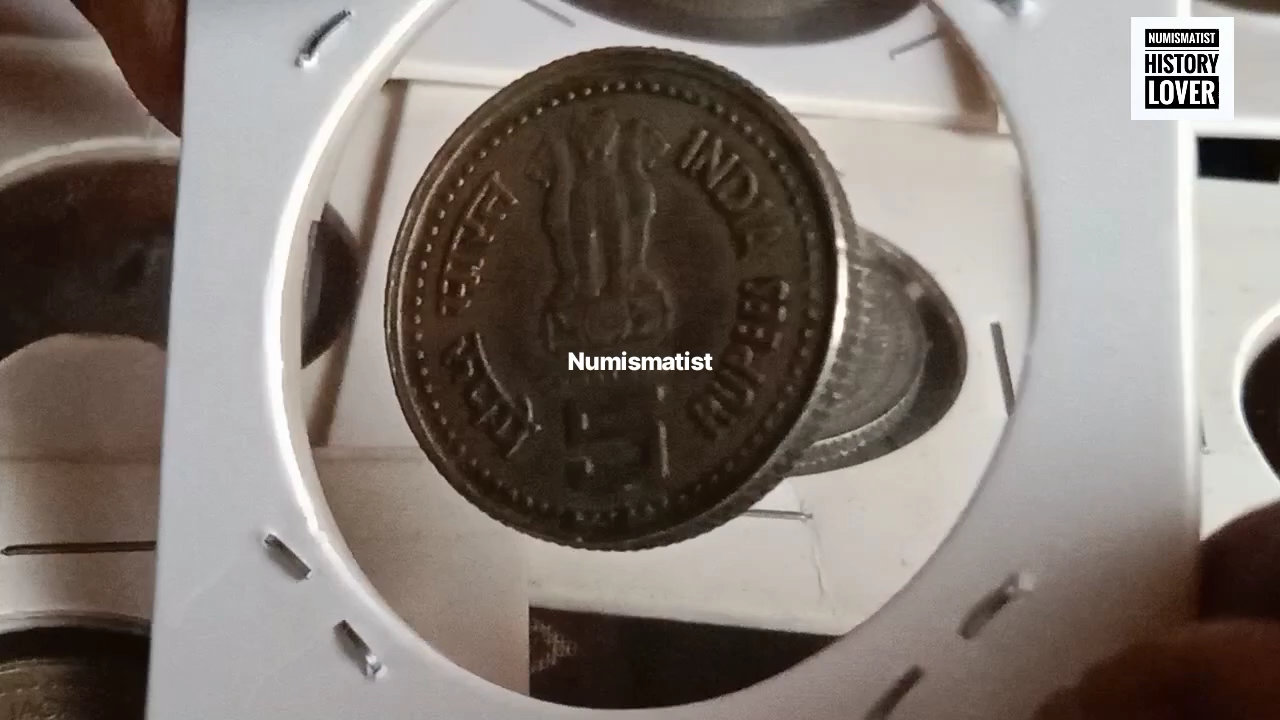 NUMISMATIST
HISTORY
LOVER
भारत
INDIA
रुपये
RUPEES
5
Numismatist